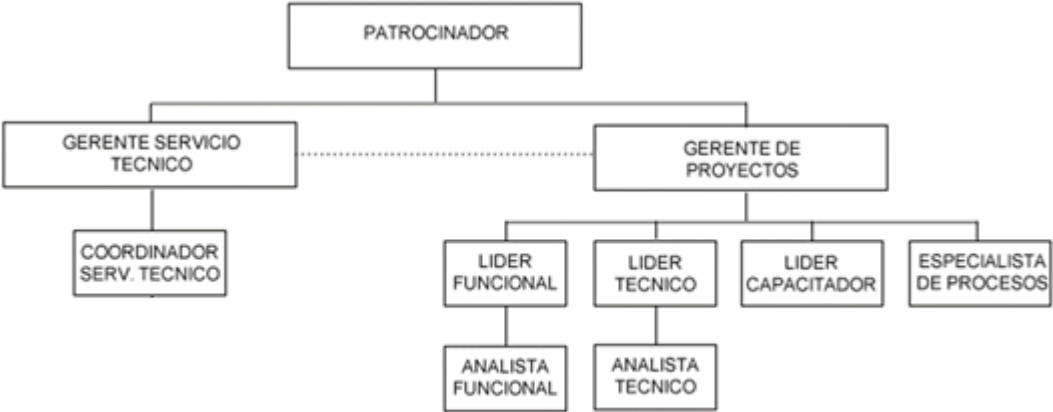 PATROCINADOR
GERENTE SERVICIO
TECNICO
GERENTE DE
PROYECTOS
COORDINADOR
SERV. TECNICO
LIDER
FUNCIONAL
LIDER
TECNICO
LIDER
CAPACITADOR
ESPECIALISTA
DE PROCESOS
ANALISTA
FUNCIONAL
ANALISTA
TECNICO